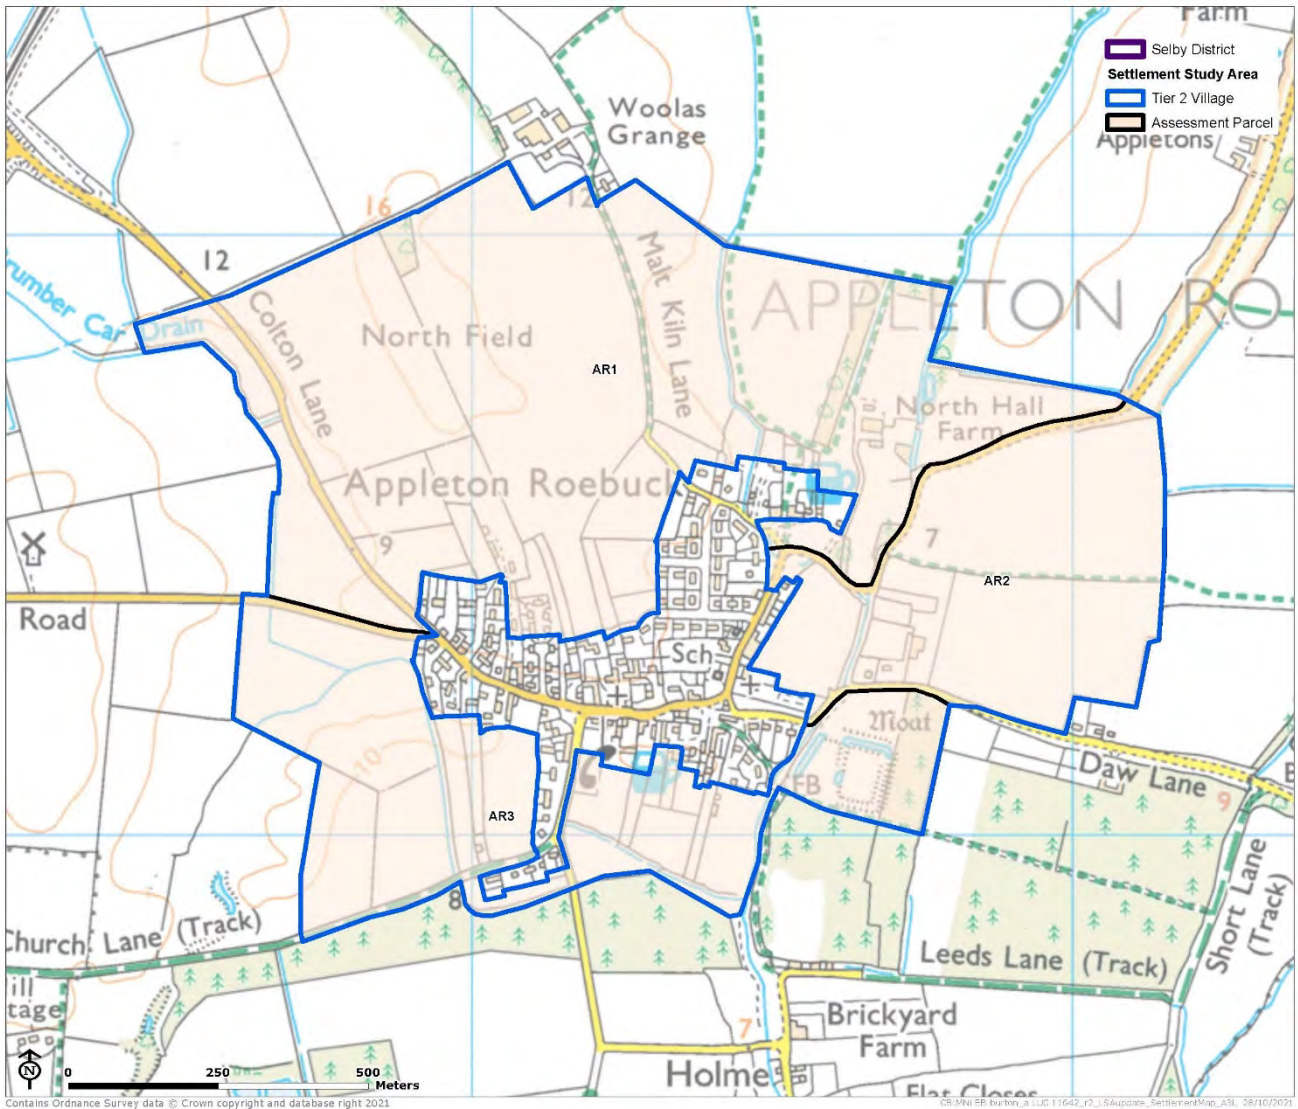 Farm
Selby District
Settlement Study Area
Tier 2 Village
Assessment Parcel
Appletons
Woolas
Grange
16
12
12
Malt Kiln Lane
APPLETON RO
rumber Car Drain
Colton Lane
North Field
AR1
North Hall
Farm
Appleton Roebuck
9
7
AR2
Road
Sch
Moat
10
FB
Daw Lane
9
AR3
8
Church Lane (Track)
Leeds Lane (Track)
Short Lane
(Track)
ill
tage
7
Brickyard
Farm
Holme
Flat Closes
N
0 250 500
Meters
Contains Ordnance Survey data © Crown copyright and database right 2021